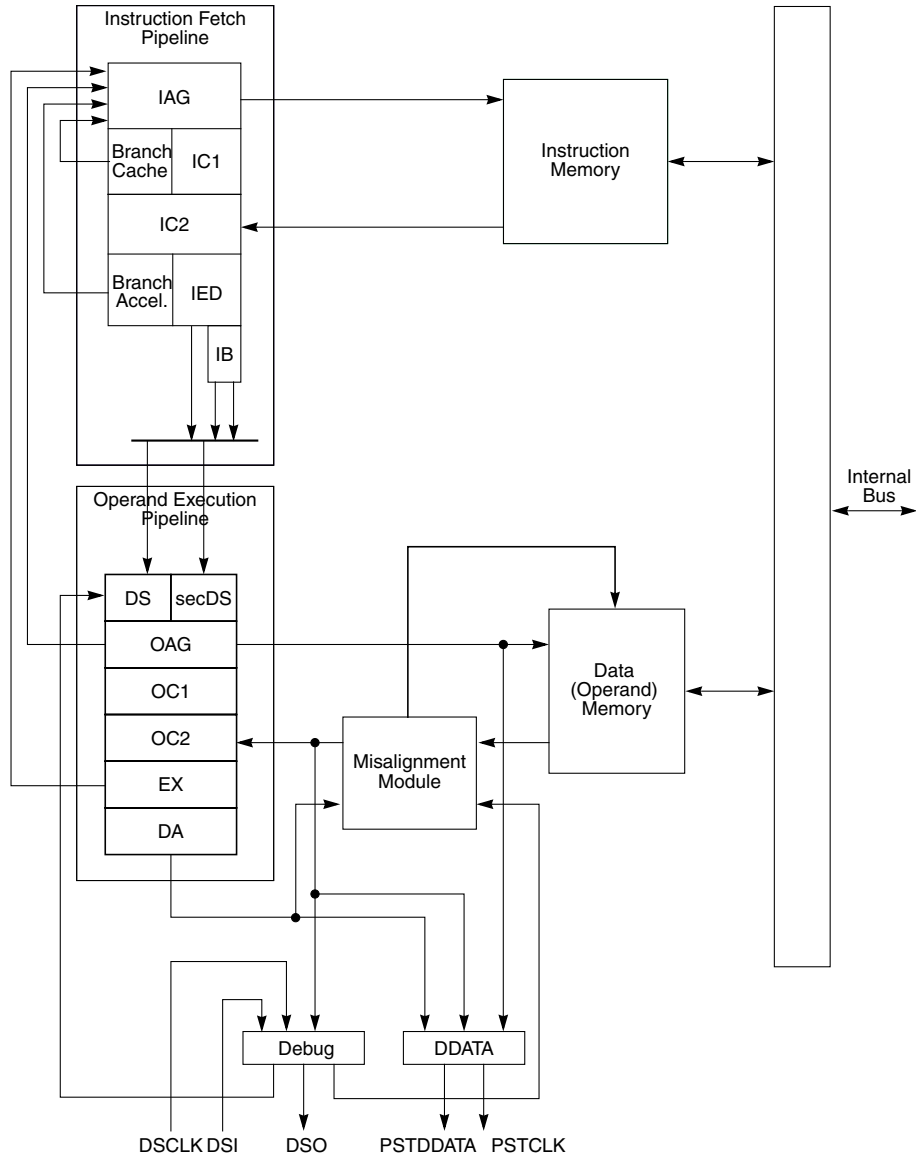 Instruction Fetch
Pipeline
IAG
Branch
Cache
IC1
IC2
Branch
Accel.
IED
IB
Instruction
Memory
Internal
Bus
Operand Execution
Pipeline
DS
secDS
OAG
OC1
OC2
EX
DA
Misalignment
Module
Data
(Operand)
Memory
Debug
DDATA
DSCLK
DSI
DSO
PSTDDATA
PSTCLK